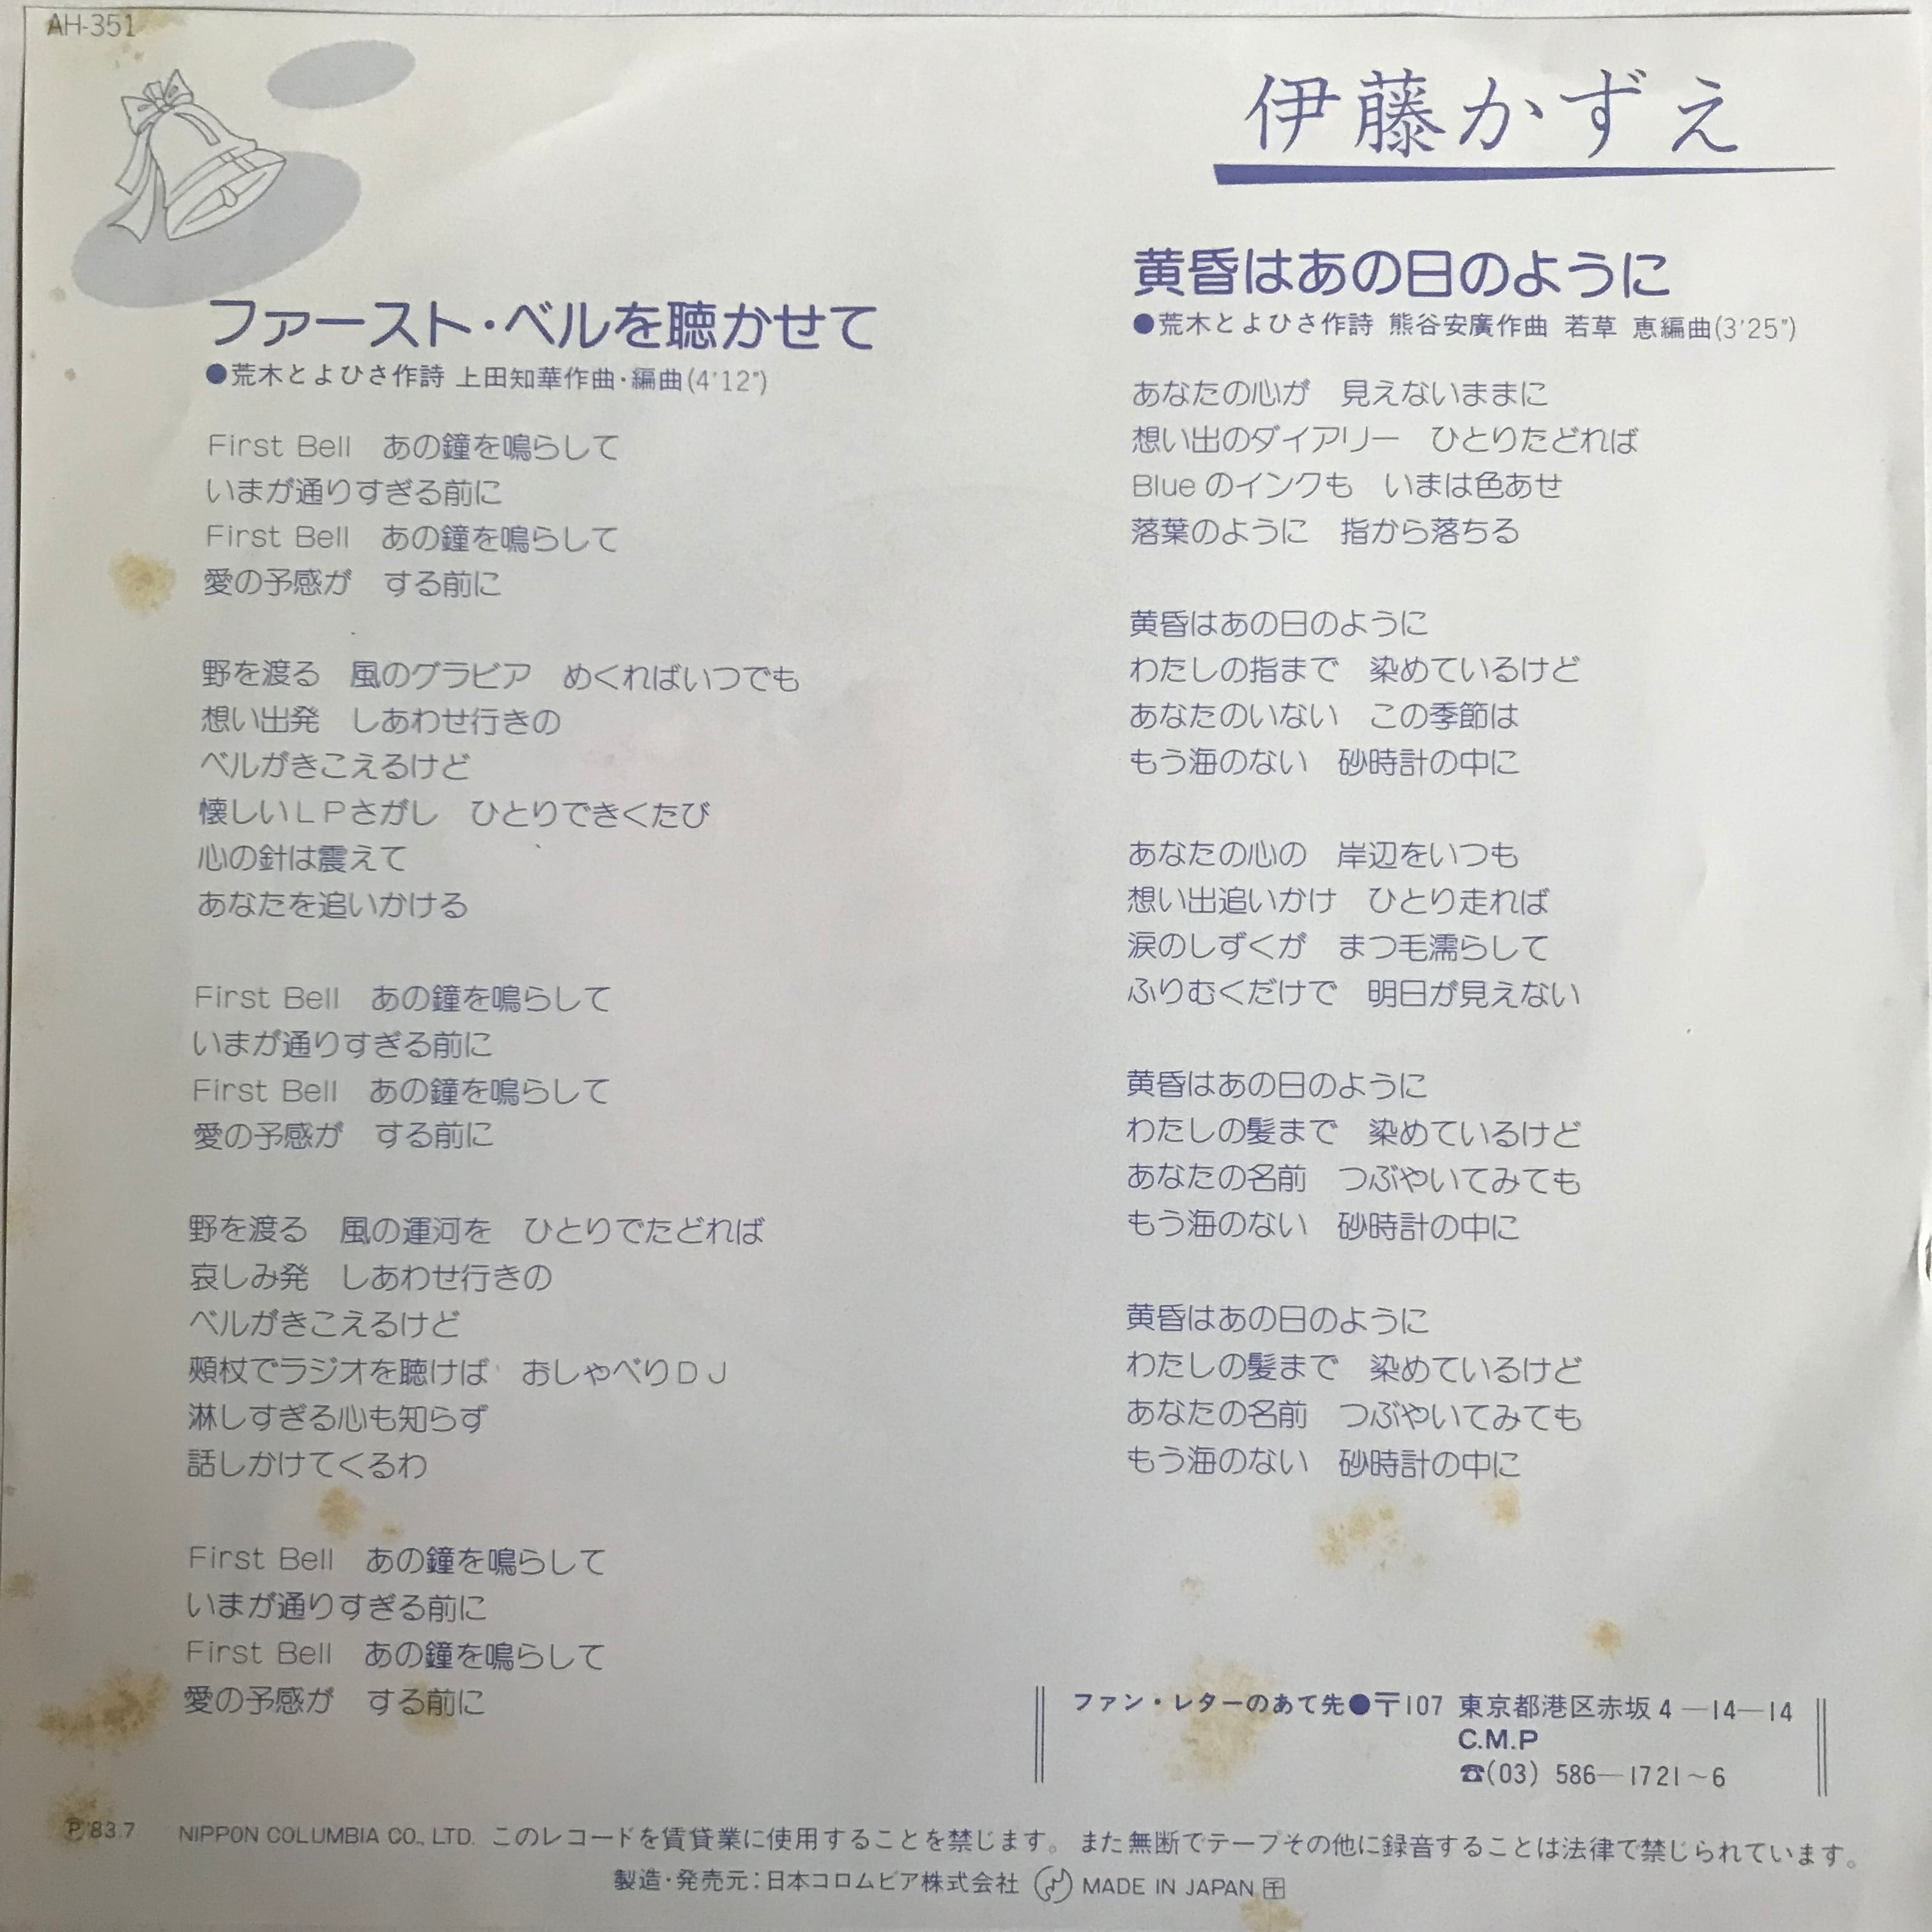 AH-351
伊藤かずえ
ファースト・ベルを聴かせて
●荒木とよひさ作詩 上田知華作曲・編曲(4'12")
First Bell　あの鐘を鳴らして
いまが通りすぎる前に
First Bell　あの鐘を鳴らして
愛の予感が　する前に
野を渡る　風のグラビア　めくればいつでも
想い出発　しあわせ行きの
ベルがきこえるけど
懐しいＬＰさがし　ひとりできくたび
心の針は震えて
あなたを追いかける
First Bell　あの鐘を鳴らして
いまが通りすぎる前に
First Bell　あの鐘を鳴らして
愛の予感が　する前に
野を渡る　風の運河を　ひとりでたどれば
哀しみ発　しあわせ行きの
ベルがきこえるけど
頬杖でラジオを聴けば　おしゃべりＤＪ
淋しすぎる心も知らず
話しかけてくるわ
First Bell　あの鐘を鳴らして
いまが通りすぎる前に
First Bell　あの鐘を鳴らして
愛の予感が　する前に
黄昏はあの日のように
●荒木とよひさ作詩 熊谷安廣作曲 若草 恵編曲(3'25")
あなたの心が　見えないままに
想い出のダイアリー　ひとりたどれば
Blueのインクも　いまは色あせ
落葉のように　指から落ちる
黄昏はあの日のように
わたしの指まで　染めているけど
あなたのいない　この季節は
もう海のない　砂時計の中に
あなたの心の　岸辺をいつも
想い出追いかけ　ひとり走れば
涙のしずくが　まつ毛濡らして
ふりむくだけで　明日が見えない
黄昏はあの日のように
わたしの髪まで　染めているけど
あなたの名前　つぶやいてみても
もう海のない　砂時計の中に
黄昏はあの日のように
わたしの髪まで　染めているけど
あなたの名前　つぶやいてみても
もう海のない　砂時計の中に
ファン・レターのあて先●〒107 東京都港区赤坂4—14—14
C.M.P
☎(03) 586—1721~6
Ⓟ'83.7 NIPPON COLUMBIA CO., LTD. このレコードを賃貸業に使用することを禁じます。また無断でテープその他に録音することは法律で禁じられています。
製造・発売元：日本コロムビア株式会社 MADE IN JAPAN